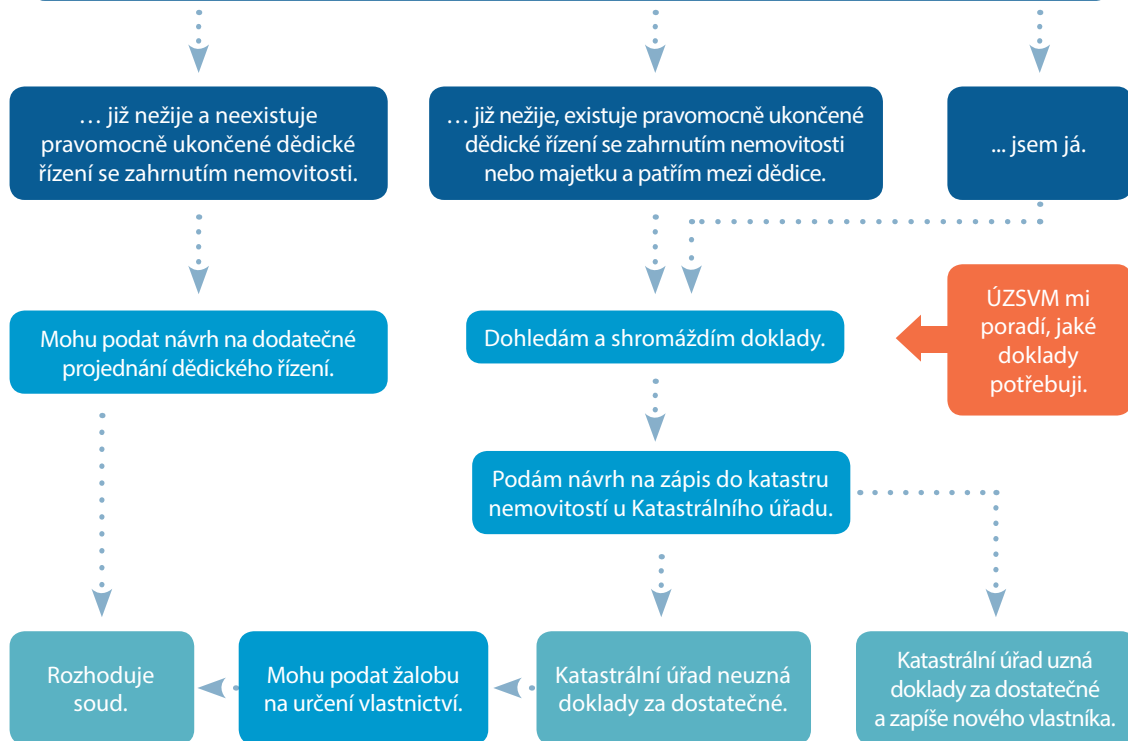 … již nežije a neexistuje
pravomocně ukončené dědické
řízení se zahrnutím nemovitosti.
… již nežije, existuje pravomocně ukončené
dědické řízení se zahrnutím nemovitosti
nebo majetku a patřím mezi dědice.
... jsem já.
Mohu podat návrh na dodatečné
projednání dědického řízení.
Dohledám a shromáždím doklady.
ÚZSVM mi
poradí, jaké
doklady
potřebuji.
Podám návrh na zápis do katastru
nemovitostí u Katastrálního úřadu.
Rozhoduje
soud.
Mohu podat žalobu
na určení vlastnictví.
Katastrální úřad neuzná
doklady za dostatečné.
Katastrální úřad uzná
doklady za dostatečné
a zapíše nového vlastníka.